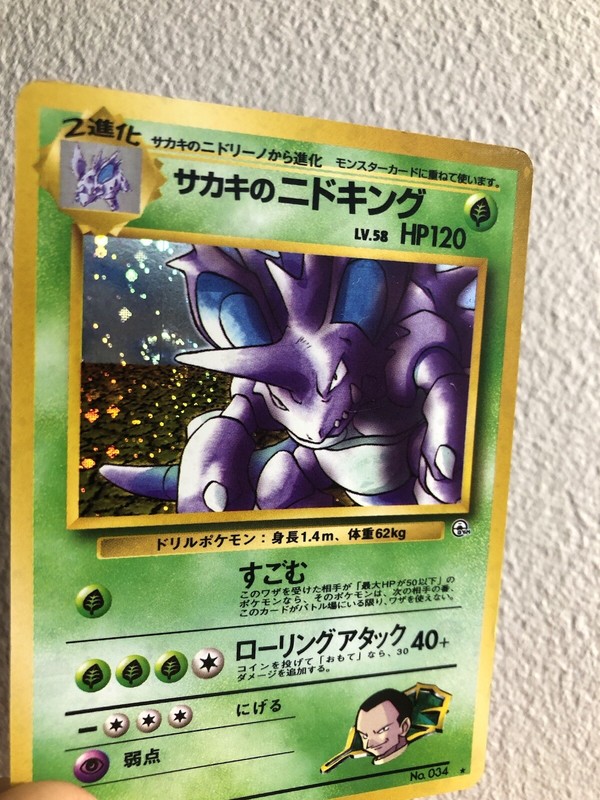 2進化 サカキのニドリーノから進化 モンスターカードに重ねて使います。
サカキのニドキング
LV.58 HP120
ドリルポケモン：身長1.4m、体重62kg
すごむ
このワザを受けた相手が「最大HPが50以下」の
ポケモンなら、そのポケモンは、次の相手の番、
このカードがバトル場にいる限り、ワザを使えない。
ローリングアタック 40+
コインを投げて「おもて」なら、30
ダメージを追加する。
にげる
弱点
No. 034 ★